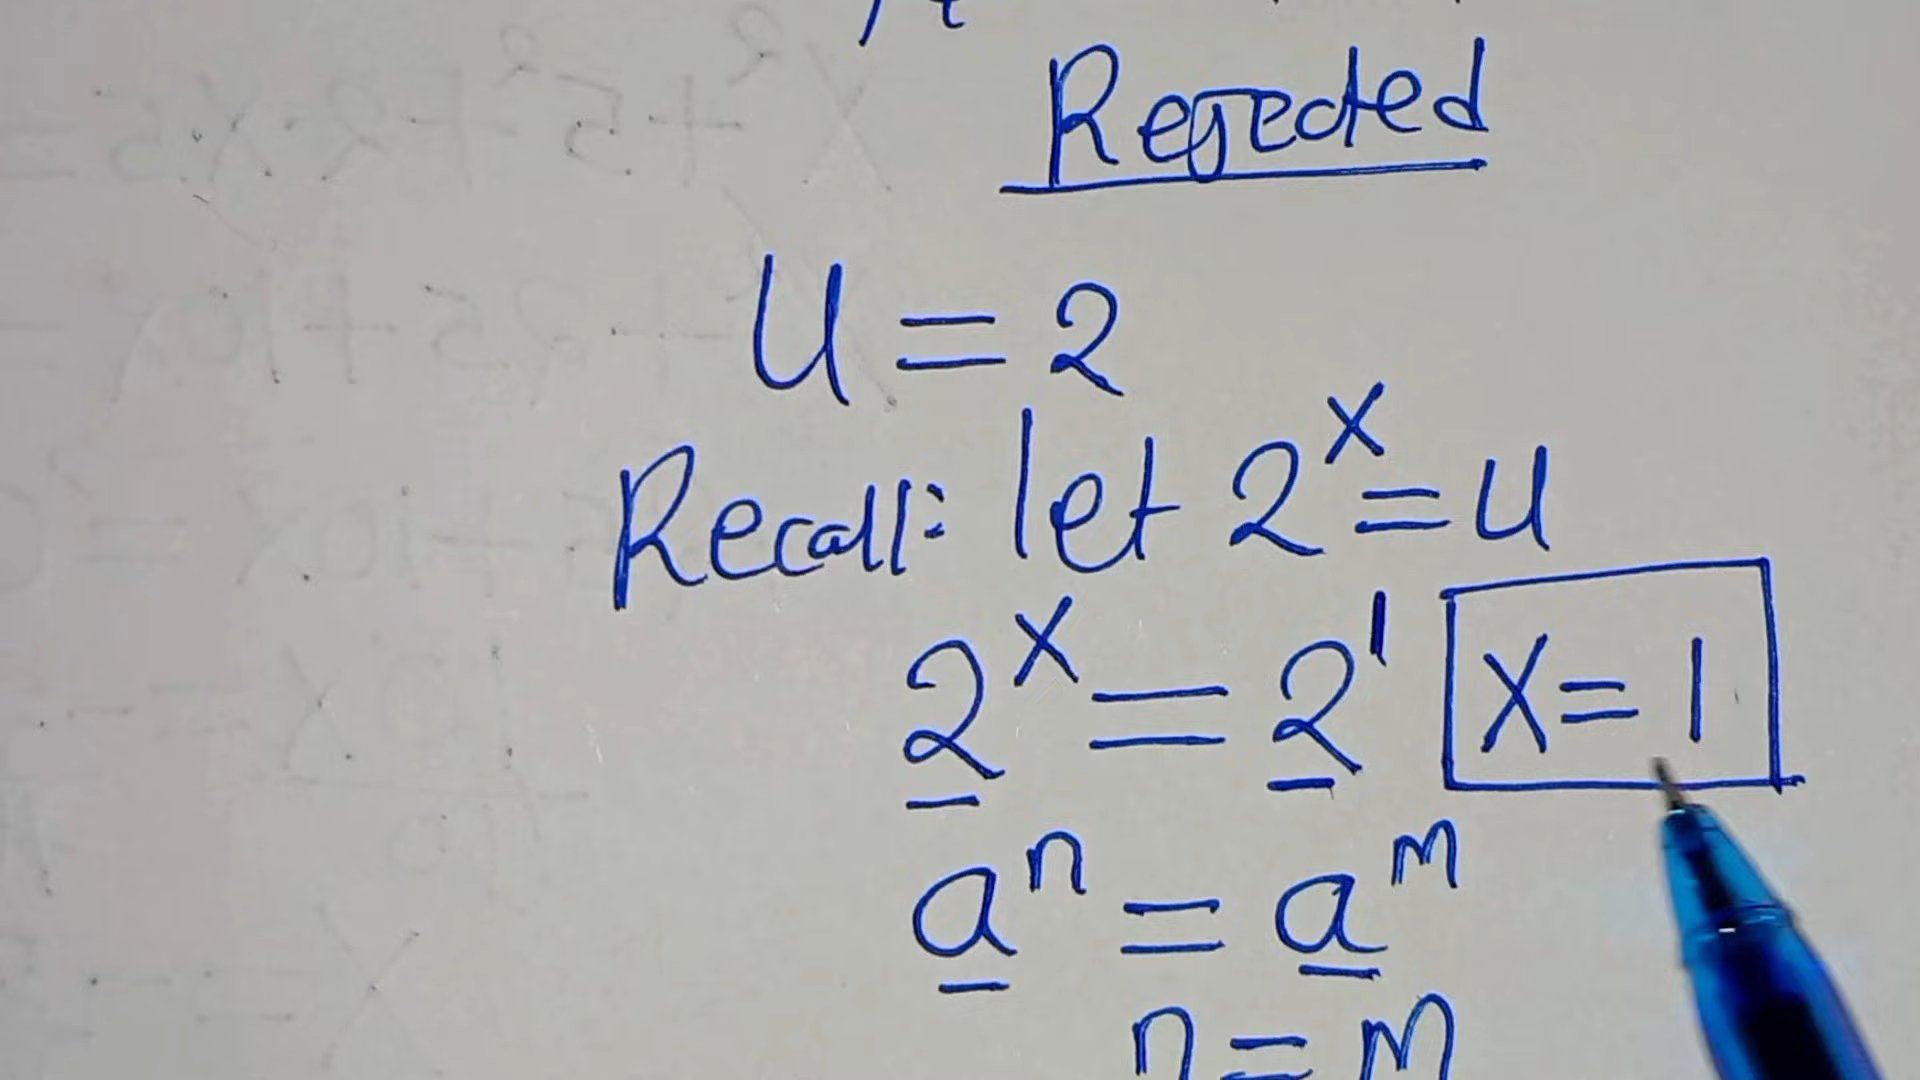 Rejected
U = 2
Recall: let 2^x = U
2^x = 2^1 X = 1
a^n = a^m
n = m